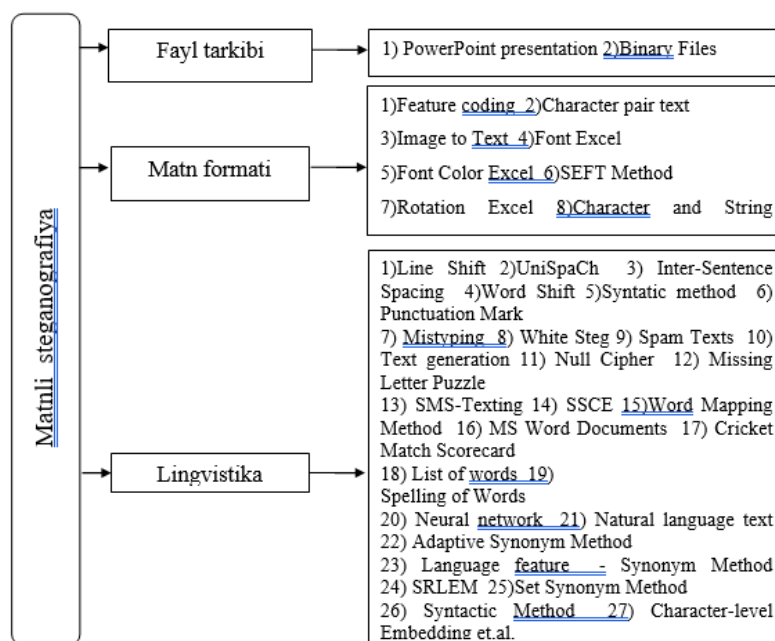 Matnli steganografiya
Fayl tarkibi
1) PowerPoint presentation 2)Binary Files
Matn formati
1)Feature coding 2)Character pair text
3)Image to Text 4)Font Excel
5)Font Color Excel 6)SEFT Method
7)Rotation Excel 8)Character and String
Lingvistika
1)Line Shift 2)UniSpaCh 3) Inter-Sentence
Spacing 4)Word Shift 5)Syntatic method 6)
Punctuation Mark
7) Mistyping 8) White Steg 9) Spam Texts 10)
Text generation 11) Null Cipher 12) Missing
Letter Puzzle
13) SMS-Texting 14) SSCE 15)Word Mapping
Method 16) MS Word Documents 17) Cricket
Match Scorecard
18) List of words 19)
Spelling of Words
20) Neural network 21) Natural language text
22) Adaptive Synonym Method
23) Language feature - Synonym Method
24) SRLEM 25)Set Synonym Method
26) Syntactic Method 27) Character-level
Embedding et.al.